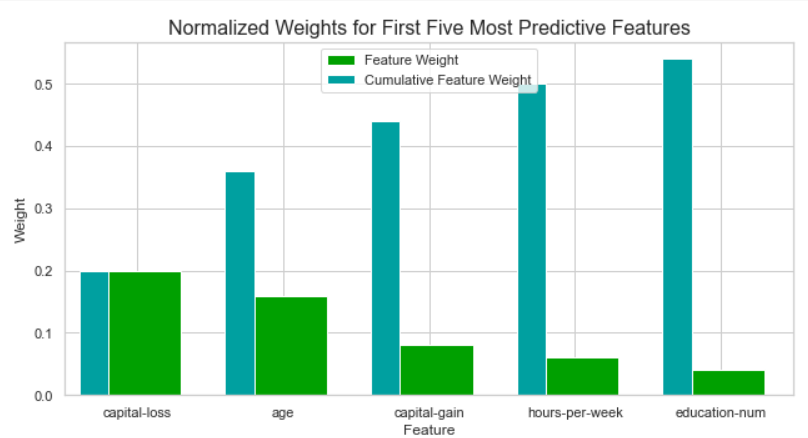 Normalized Weights for First Five Most Predictive Features
Feature Weight
Cumulative Feature Weight
0.5
0.4
0.3
0.2
0.1
0.0
Weight
capital-loss age capital-gain hours-per-week education-num
Feature